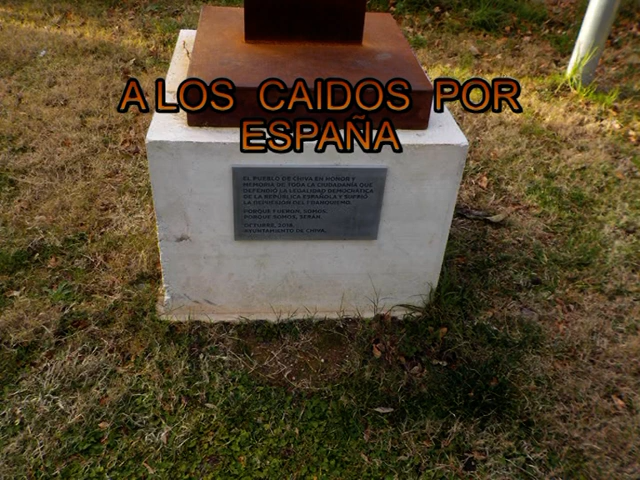 A LOS CAIDOS POR
ESPAÑA
EL PUEBLO DE CHIVA EN HONOR Y
MEMORIA DE TODA LA CIUDADANÍA QUE
DEFENDIÓ LA LEGALIDAD DEMOCRÁTICA
DE LA REPÚBLICA ESPAÑOLA Y SUFRIÓ
LA REPRESIÓN DEL FRANQUISMO.
PORQUE FUERON, SOMOS.
PORQUE SOMOS, SERÁN.
OCTUBRE, 2018.
AYUNTAMIENTO DE CHIVA.